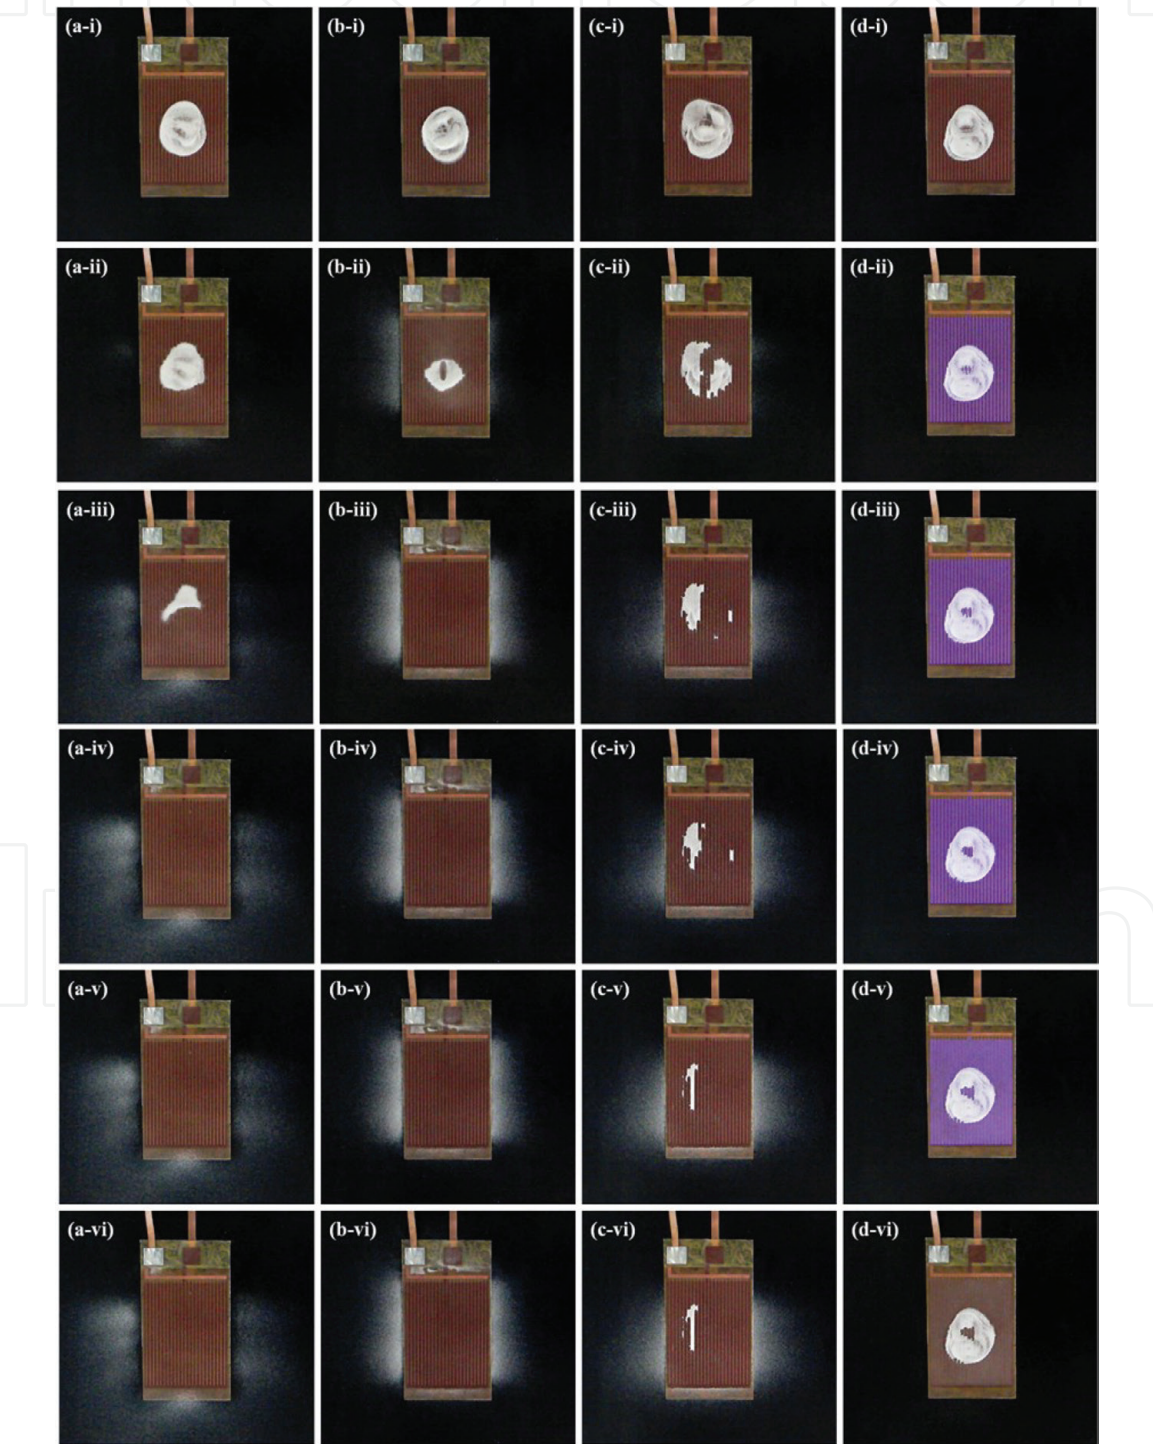 (a-i) (b-i) (c-i) (d-i)
(a-ii) (b-ii) (c-ii) (d-ii)
(a-iii) (b-iii) (c-iii) (d-iii)
(a-iv) (b-iv) (c-iv) (d-iv)
(a-v) (b-v) (c-v) (d-v)
(a-vi) (b-vi) (c-vi) (d-vi)